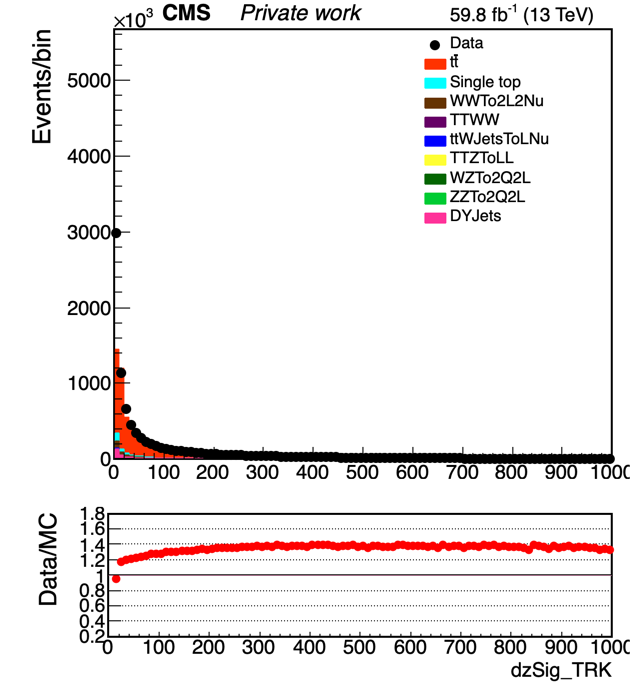 ×10³ CMS Private work 59.8 fb⁻¹ (13 TeV)
Events/bin
5000
4000
3000
2000
1000
0
Data
tt̄
Single top
WWTo2L2Nu
TTWW
ttWJetsToLNu
TTZToLL
WZTo2Q2L
ZZTo2Q2L
DYJets
0 100 200 300 400 500 600 700 800 900 1000
Data/MC
1.8
1.6
1.4
1.2
1
0.8
0.6
0.4
0.2
0 100 200 300 400 500 600 700 800 900 1000
dzSig_TRK